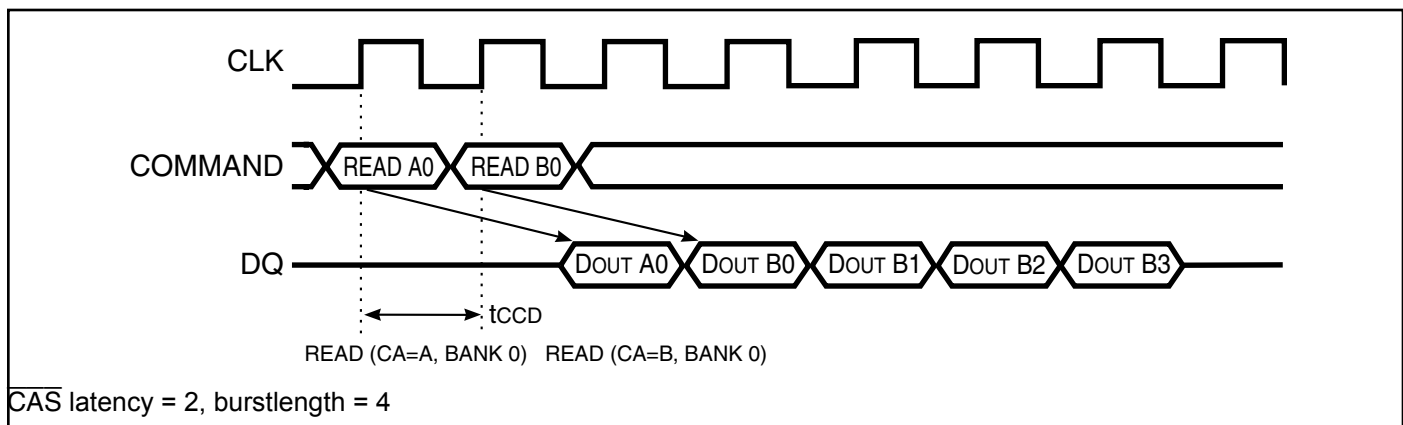 CLK
COMMAND READ A0 READ B0
DQ DOUT A0 DOUT B0 DOUT B1 DOUT B2 DOUT B3
tCCD
READ (CA=A, BANK 0) READ (CA=B, BANK 0)
CAS latency = 2, burstlength = 4